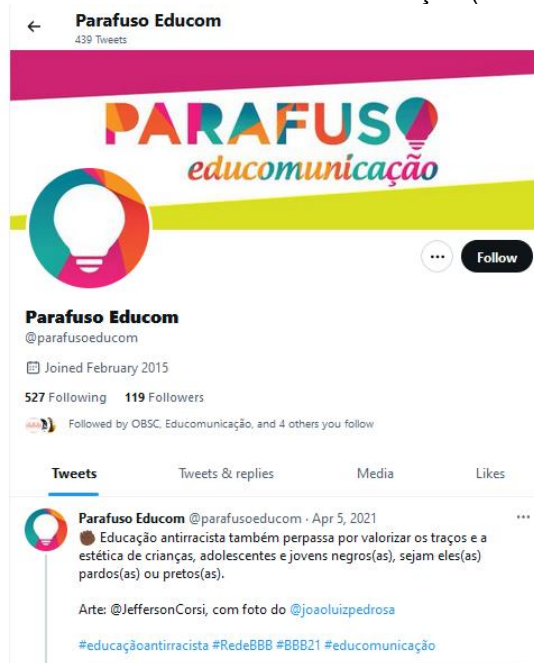 Parafuso Educom
439 Tweets
PARAFUSO
educomunicação
Follow
Parafuso Educom
@parafusoeducom
Joined February 2015
527 Following 119 Followers
Followed by OBSC, Educomunicação, and 4 others you follow
Tweets Tweets & replies Media Likes
Parafuso Educom @parafusoeducom · Apr 5, 2021
✊🏿 Educação antirracista também perpassa por valorizar os traços e a
estética de crianças, adolescentes e jovens negros(as), sejam eles(as)
pardos(as) ou pretos(as).
Arte: @JeffersonCorsi, com foto do @joaoluizpedrosa
#educaçãoantirracista #RedeBBB #BBB21 #educomunicação